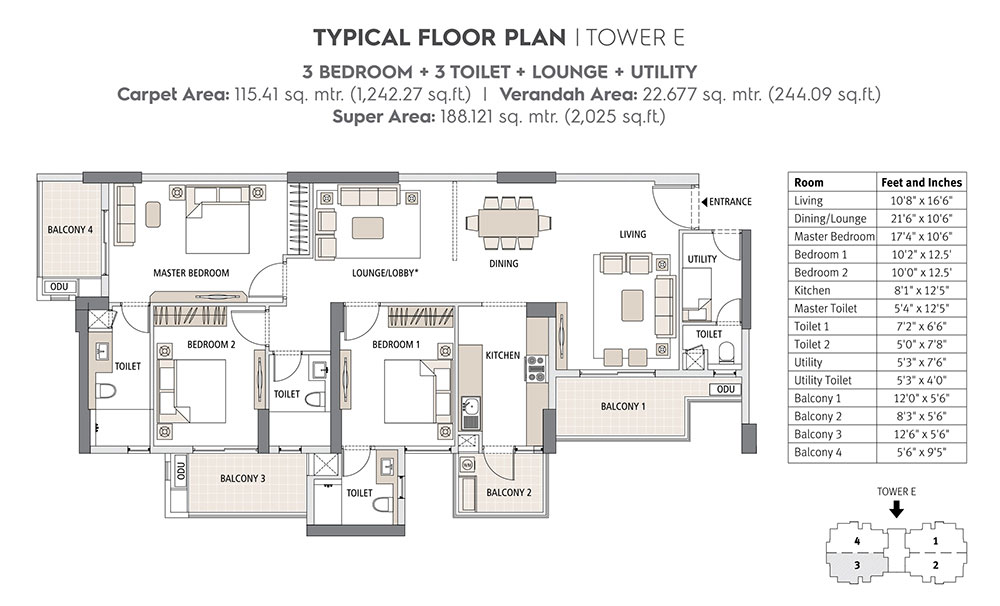 TYPICAL FLOOR PLAN | TOWER E
3 BEDROOM + 3 TOILET + LOUNGE + UTILITY
Carpet Area: 115.41 sq. mtr. (1,242.27 sq.ft.) | Verandah Area: 22.677 sq. mtr. (244.09 sq.ft.)
Super Area: 188.121 sq. mtr. (2,025 sq.ft.)
BALCONY 4
ODU
MASTER BEDROOM
LOUNGE/LOBBY*
DINING
LIVING
ENTRANCE
UTILITY
TOILET
TOILET
BEDROOM 2
TOILET
BEDROOM 1
KITCHEN
ODU
BALCONY 1
ODU
BALCONY 3
TOILET
BALCONY 2
Room Feet and Inches
Living 10'8" x 16'6"
Dining/Lounge 21'6" x 10'6"
Master Bedroom 17'4" x 10'6"
Bedroom 1 10'2" x 12.5'
Bedroom 2 10'0" x 12.5'
Kitchen 8'1" x 12'5"
Master Toilet 5'4" x 12'5"
Toilet 1 7'2" x 6'6"
Toilet 2 5'0" x 7'8"
Utility 5'3" x 7'6"
Utility Toilet 5'3" x 4'0"
Balcony 1 12'0" x 5'6"
Balcony 2 8'3" x 5'6"
Balcony 3 12'6" x 5'6"
Balcony 4 5'6" x 9'5"
TOWER E
4 1
3 2